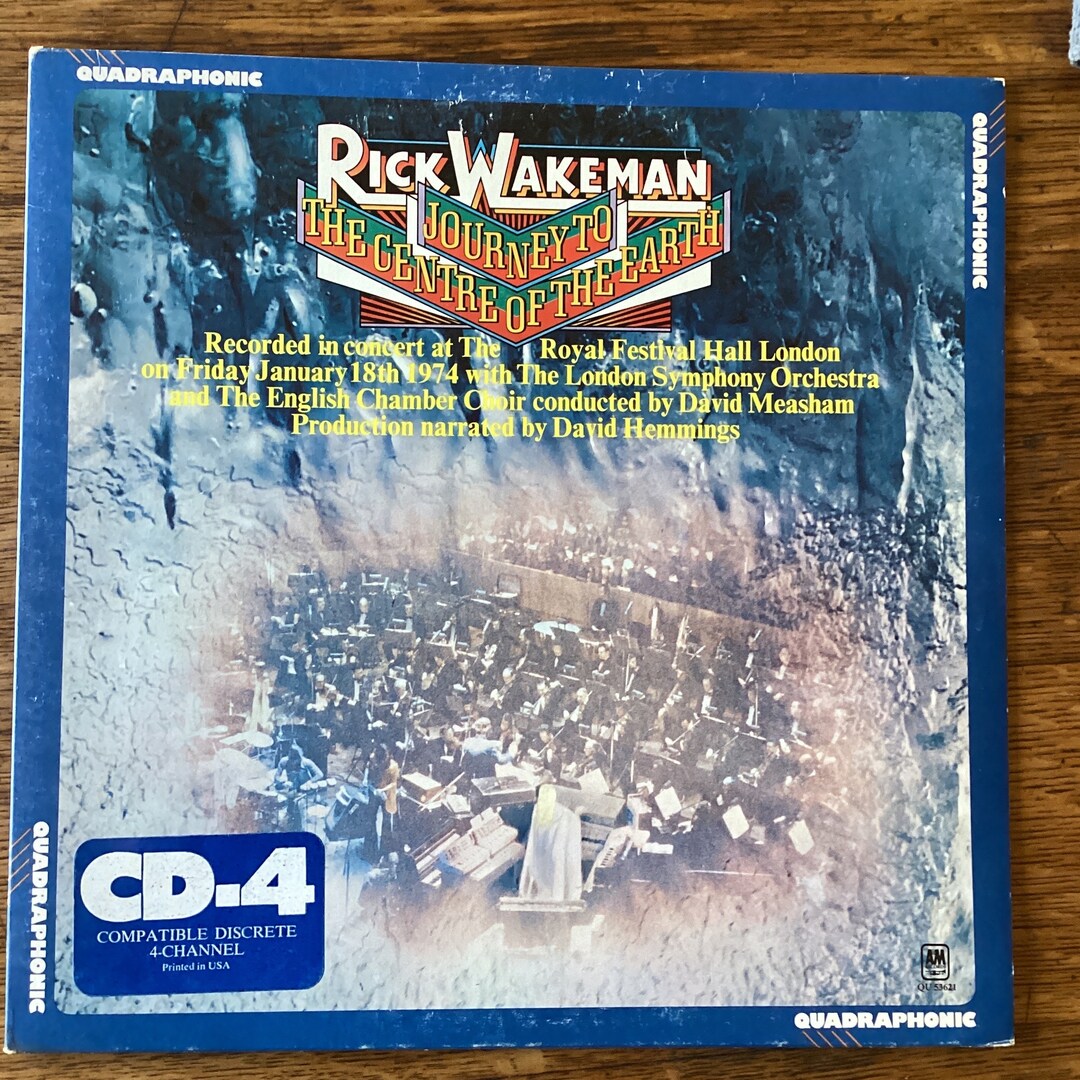 QUADRAPHONIC
QUADRAPHONIC
RICK WAKEMAN
JOURNEY TO
THE CENTRE OF THE EARTH
Recorded in concert at The Royal Festival Hall London
on Friday January 18th 1974 with The London Symphony Orchestra
and The English Chamber Choir conducted by David Measham
Production narrated by David Hemmings
QUADRAPHONIC
CD-4
COMPATIBLE DISCRETE
4-CHANNEL
Printed in USA
AM
QU 53621
QUADRAPHONIC